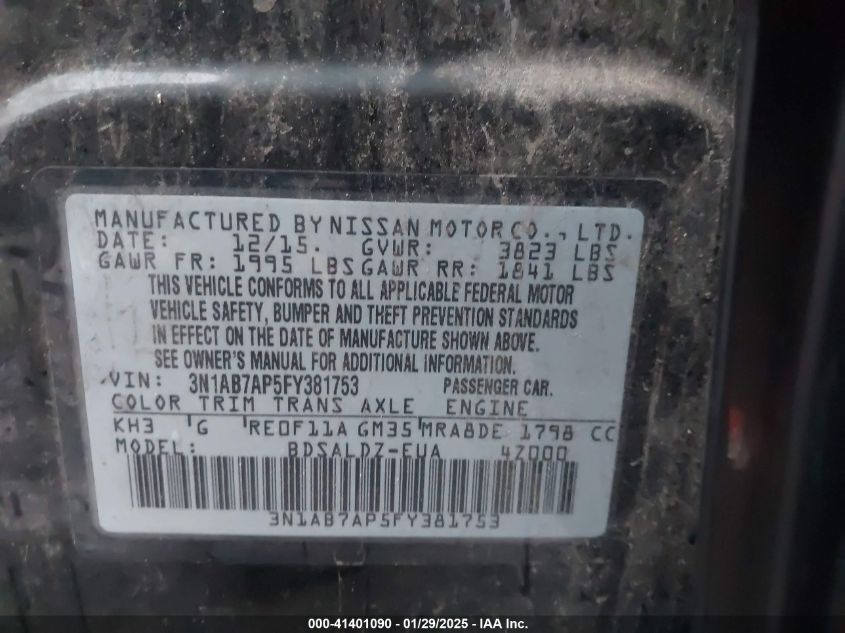 MANUFACTURED BY NISSAN MOTOR CO., LTD.
DATE: 12/15. GVWR: 3823 LBS
GAWR FR: 1995 LBS GAWR RR: 1841 LBS
THIS VEHICLE CONFORMS TO ALL APPLICABLE FEDERAL MOTOR
VEHICLE SAFETY, BUMPER AND THEFT PREVENTION STANDARDS
IN EFFECT ON THE DATE OF MANUFACTURE SHOWN ABOVE.
SEE OWNER'S MANUAL FOR ADDITIONAL INFORMATION.
VIN: 3N1AB7AP5FY381753 PASSENGER CAR.
COLOR TRIM TRANS AXLE ENGINE
KH3 G RE0F11A GM35 MRA8DE 1798 CC
MODEL: BDSALDZ-EUA 4Z000
3N1AB7AP5FY381753
000-41401090 - 01/29/2025 - IAA Inc.